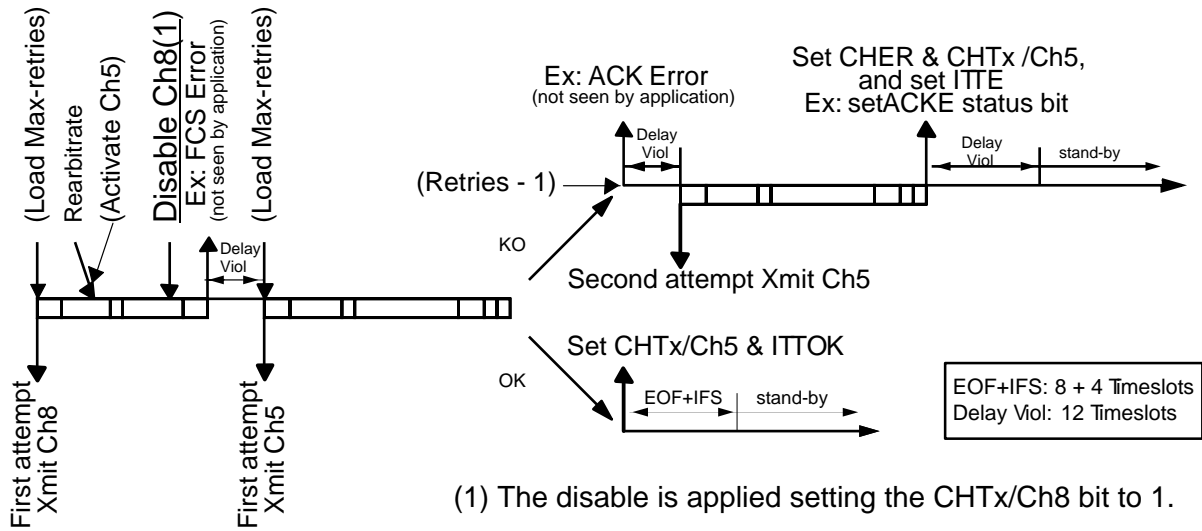 (Load Max-retries)
Rearbitrate
(Activate Ch5)
Disable Ch8(1)
Ex: FCS Error
(not seen by application)
(Load Max-retries)
Delay
Viol
First attempt
Xmit Ch8
First attempt
Xmit Ch5
Ex: ACK Error
(not seen by application)
Set CHER & CHTx /Ch5,
and set ITTE
Ex: setACKE status bit
Delay
Viol
Delay
Viol
stand-by
(Retries - 1)
KO
Second attempt Xmit Ch5
Set CHTx/Ch5 & ITTOK
OK
EOF+IFS
stand-by
EOF+IFS: 8 + 4 Timeslots
Delay Viol: 12 Timeslots
(1) The disable is applied setting the CHTx/Ch8 bit to 1.